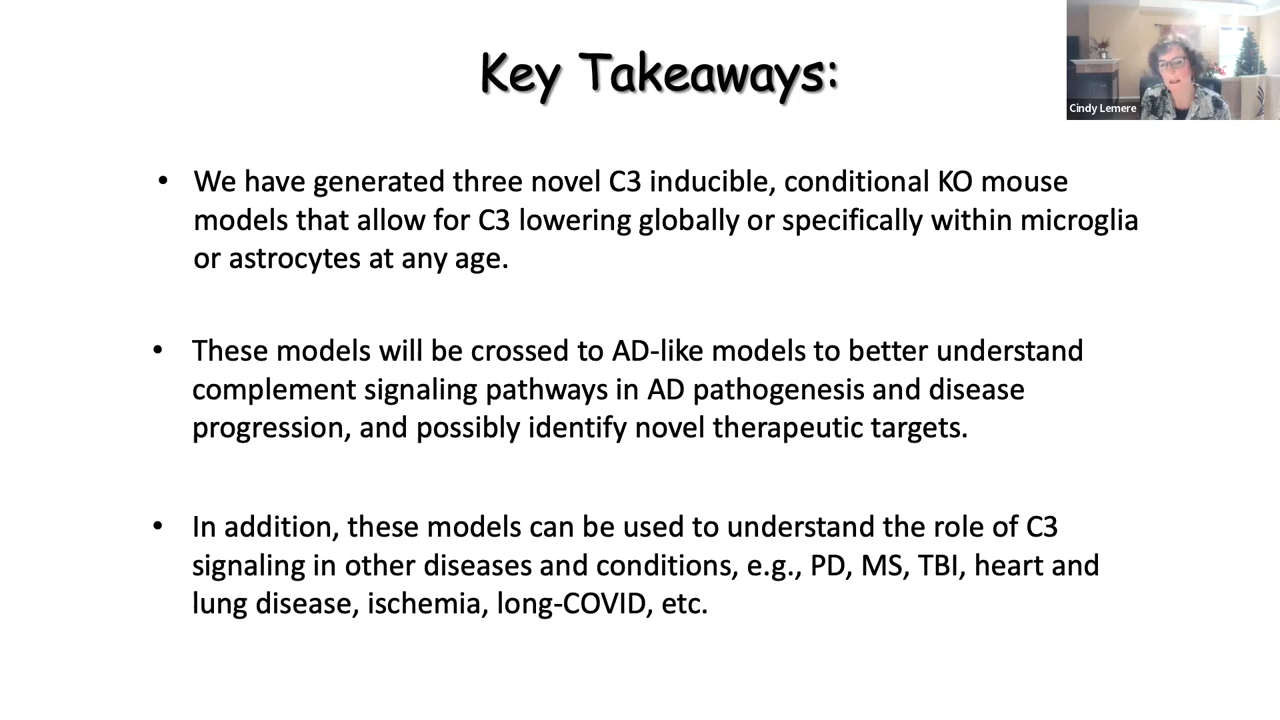 Key Takeaways:
Cindy Lemere
• We have generated three novel C3 inducible, conditional KO mouse
models that allow for C3 lowering globally or specifically within microglia
or astrocytes at any age.
• These models will be crossed to AD-like models to better understand
complement signaling pathways in AD pathogenesis and disease
progression, and possibly identify novel therapeutic targets.
• In addition, these models can be used to understand the role of C3
signaling in other diseases and conditions, e.g., PD, MS, TBI, heart and
lung disease, ischemia, long-COVID, etc.